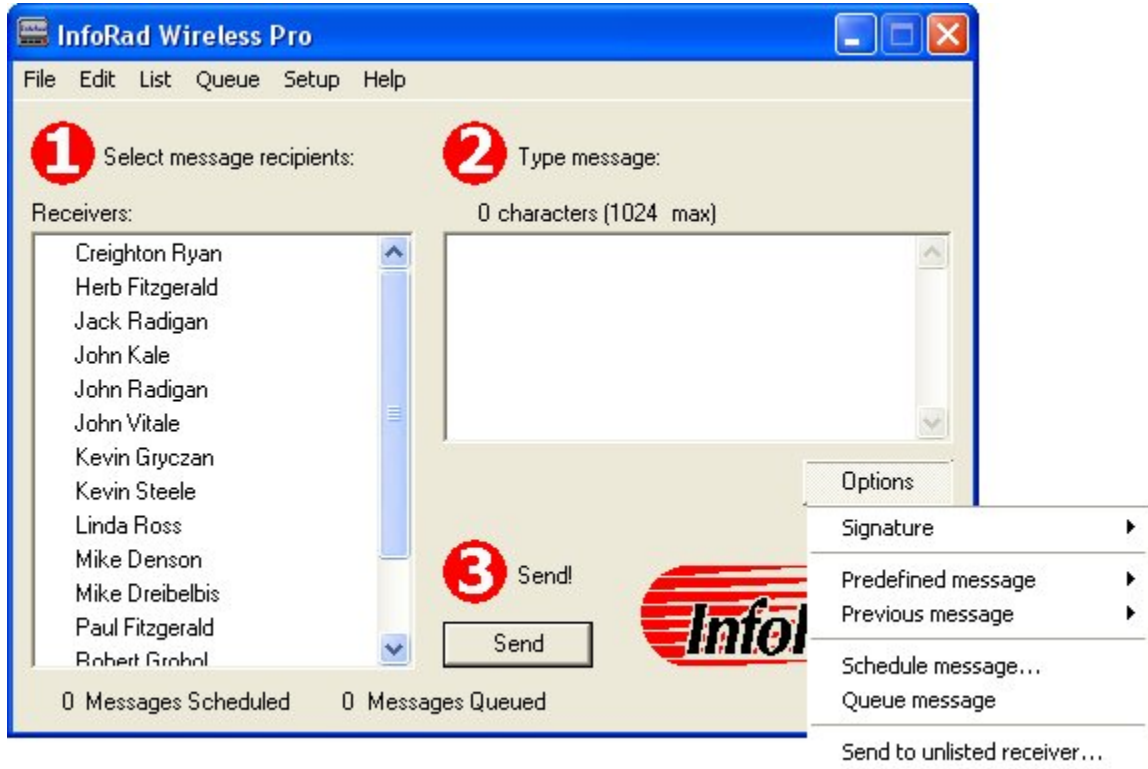 InfoRad Wireless Pro
File Edit List Queue Setup Help
1 Select message recipients:
2 Type message:
Receivers:
0 characters (1024 max)
Creighton Ryan
Herb Fitzgerald
Jack Radigan
John Kale
John Radigan
John Vitale
Kevin Gryczan
Kevin Steele
Linda Ross
Mike Denson
Mike Dreibelbis
Paul Fitzgerald
Robert Grohol
Options
Signature
Predefined message
Previous message
Schedule message...
Queue message
Send to unlisted receiver...
3 Send!
Send
0 Messages Scheduled 0 Messages Queued